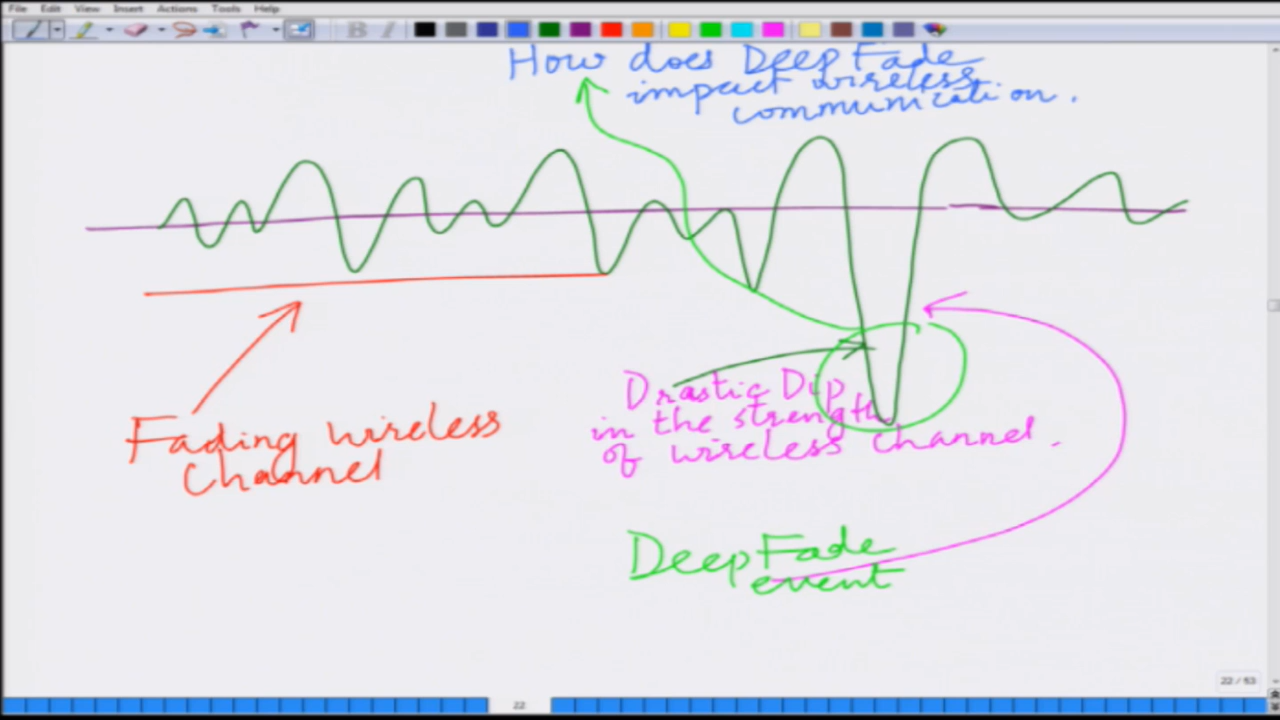 File Edit View Insert Actions Tools Help
B I
How does Deep Fade
impact wireless
communication.
Drastic Dip
in the strength
of wireless channel.
Fading wireless
Channel
Deep Fade
event
22 / 53
22